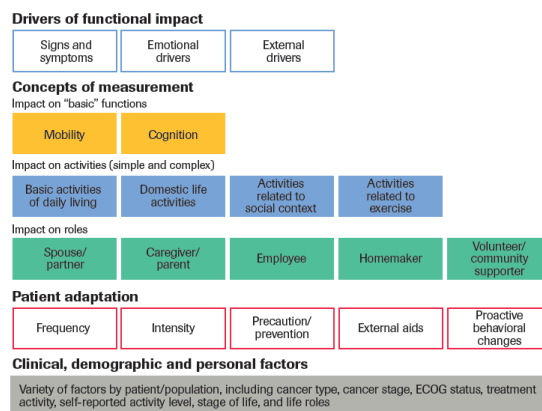 Drivers of functional impact
Signs and
symptoms
Emotional
drivers
External
drivers
Concepts of measurement
Impact on “basic” functions
Mobility
Cognition
Impact on activities (simple and complex)
Basic activities
of daily living
Domestic life
activities
Activities
related to
social context
Activities
related to
exercise
Impact on roles
Spouse/
partner
Caregiver/
parent
Employee
Homemaker
Volunteer/
community
supporter
Patient adaptation
Frequency
Intensity
Precaution/
prevention
External aids
Proactive
behavioral
changes
Clinical, demographic and personal factors
Variety of factors by patient/population, including cancer type, cancer stage, ECOG status, treatment
activity, self-reported activity level, stage of life, and life roles